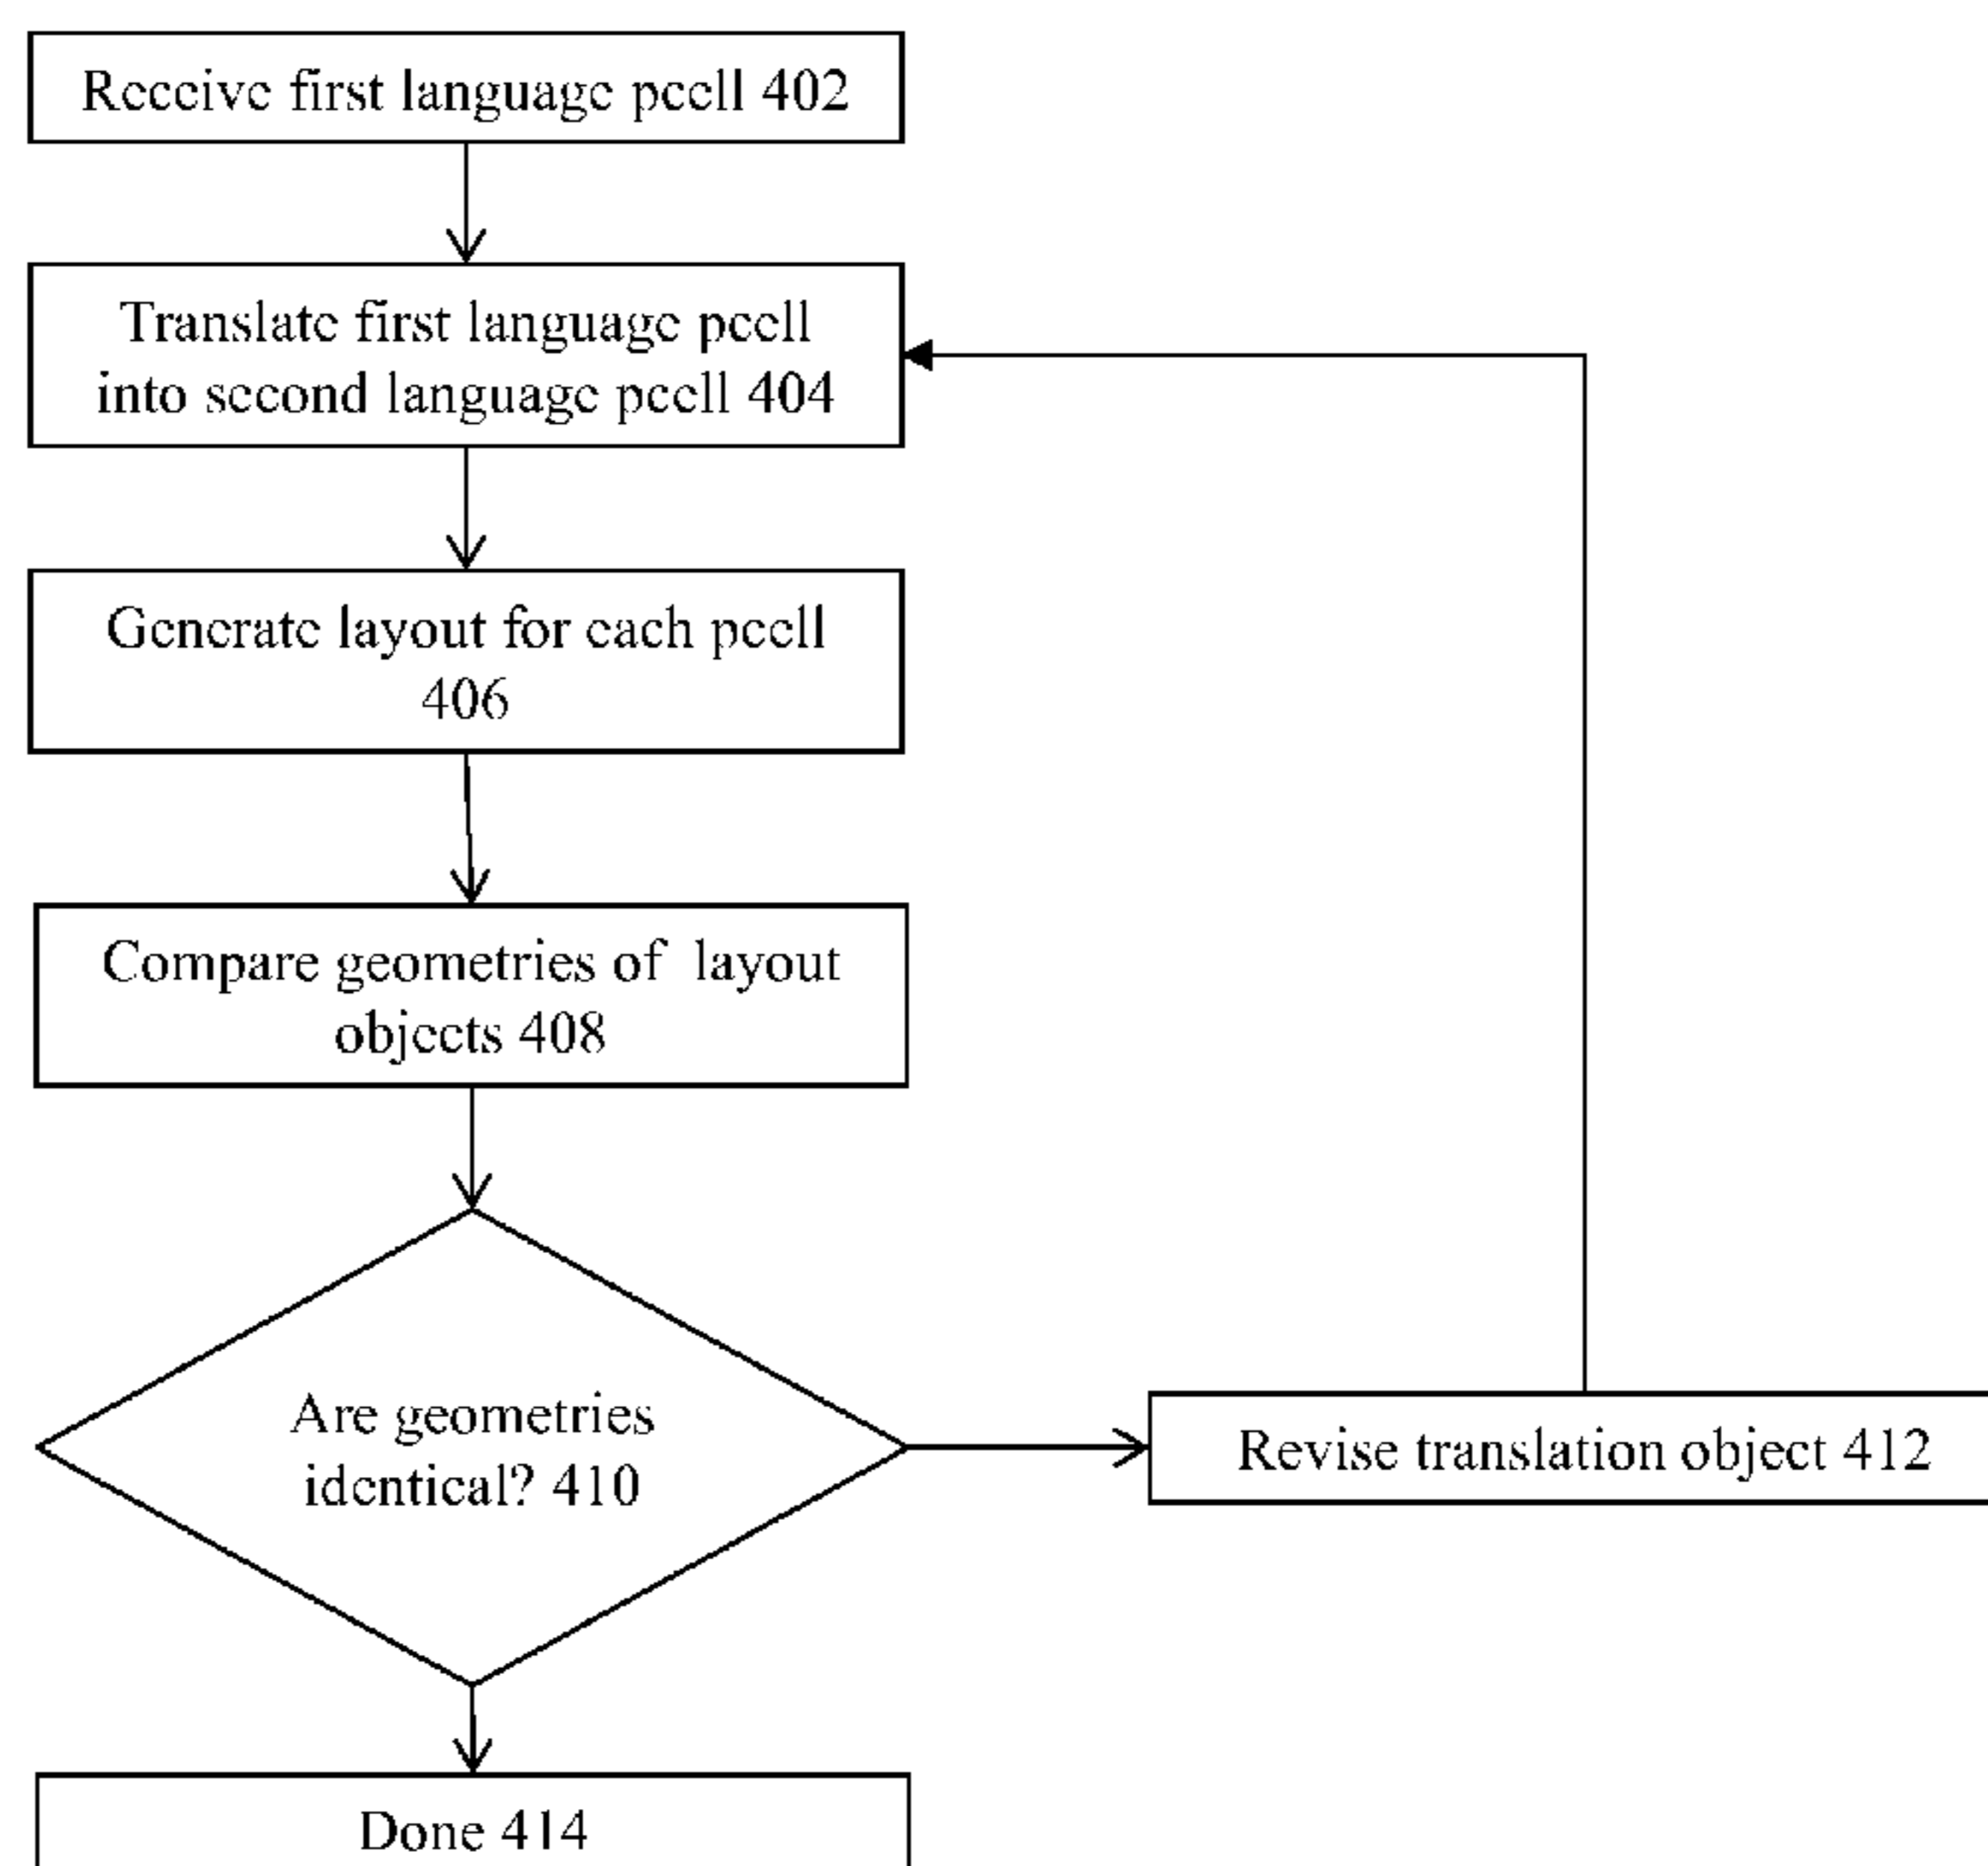 Receive first language pcell 402
Translate first language pcell
into second language pcell 404
Generate layout for each pcell
406
Compare geometries of layout
objects 408
Are geometries
identical? 410
Revise translation object 412
Done 414